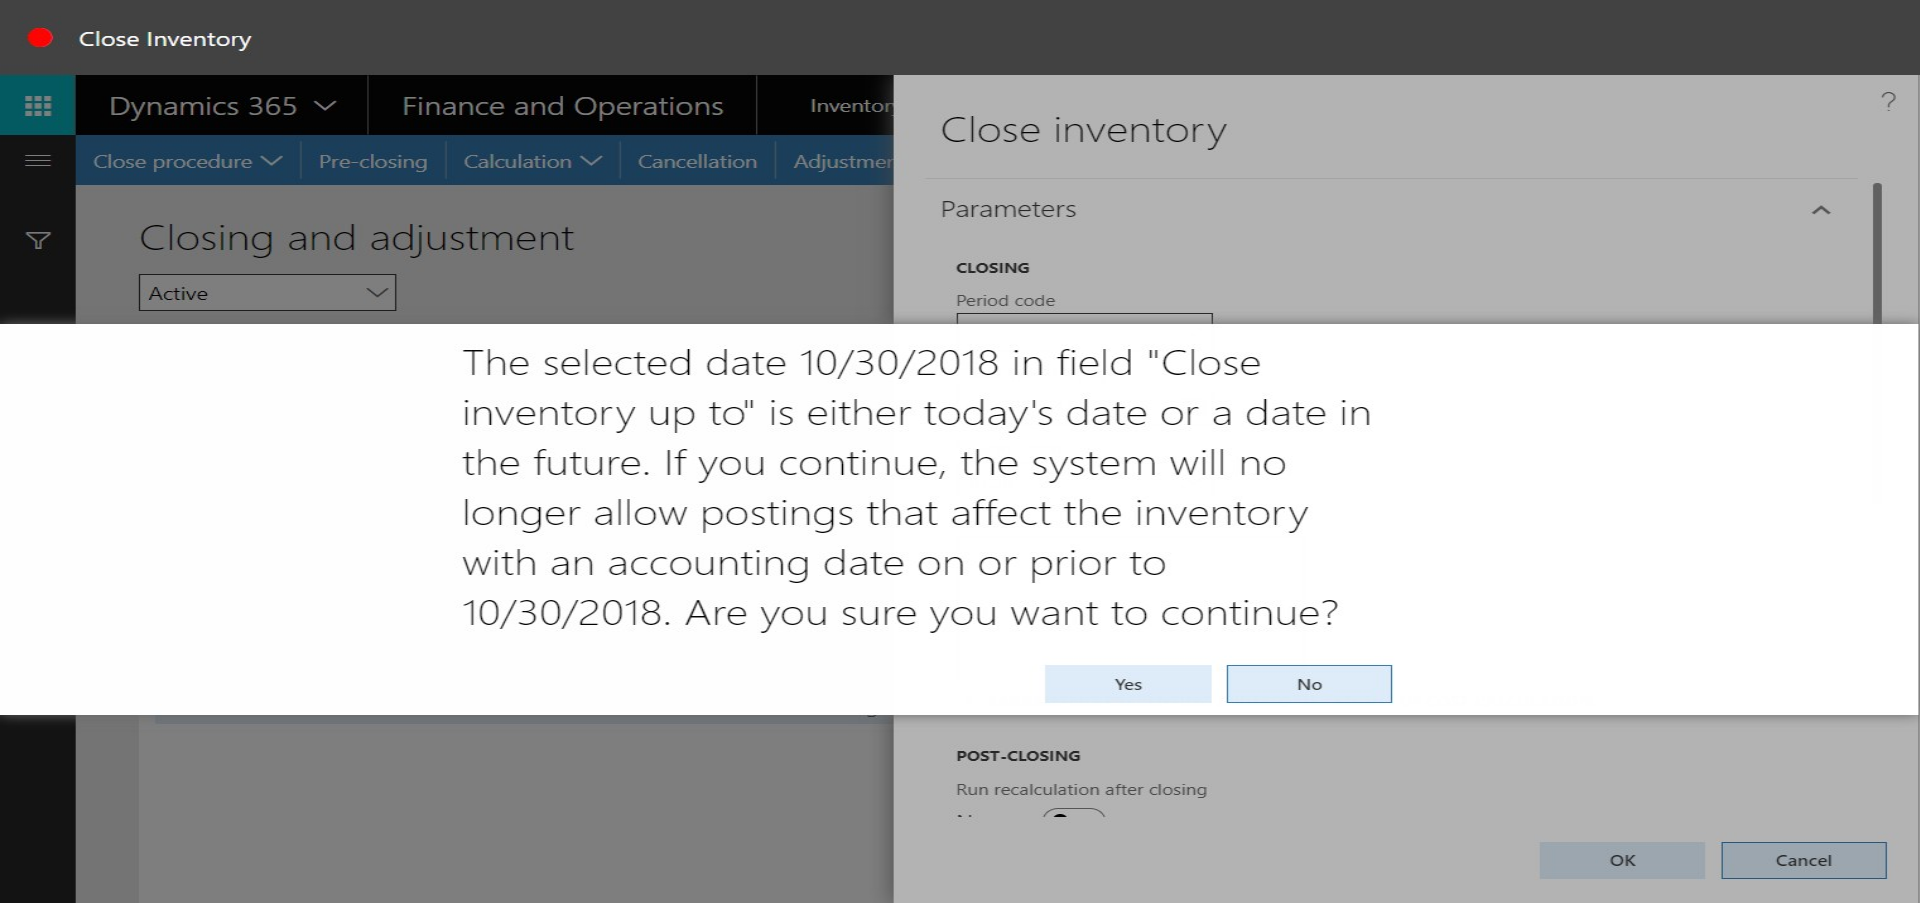 Close Inventory
Dynamics 365
Finance and Operations
?
Close procedure
Pre-closing
Calculation
Cancellation
Close inventory
Parameters
Closing and adjustment
Active
CLOSING
Period code
The selected date 10/30/2018 in field "Close
inventory up to" is either today's date or a date in
the future. If you continue, the system will no
longer allow postings that affect the inventory
with an accounting date on or prior to
10/30/2018. Are you sure you want to continue?
Yes
No
POST-CLOSING
Run recalculation after closing
OK
Cancel